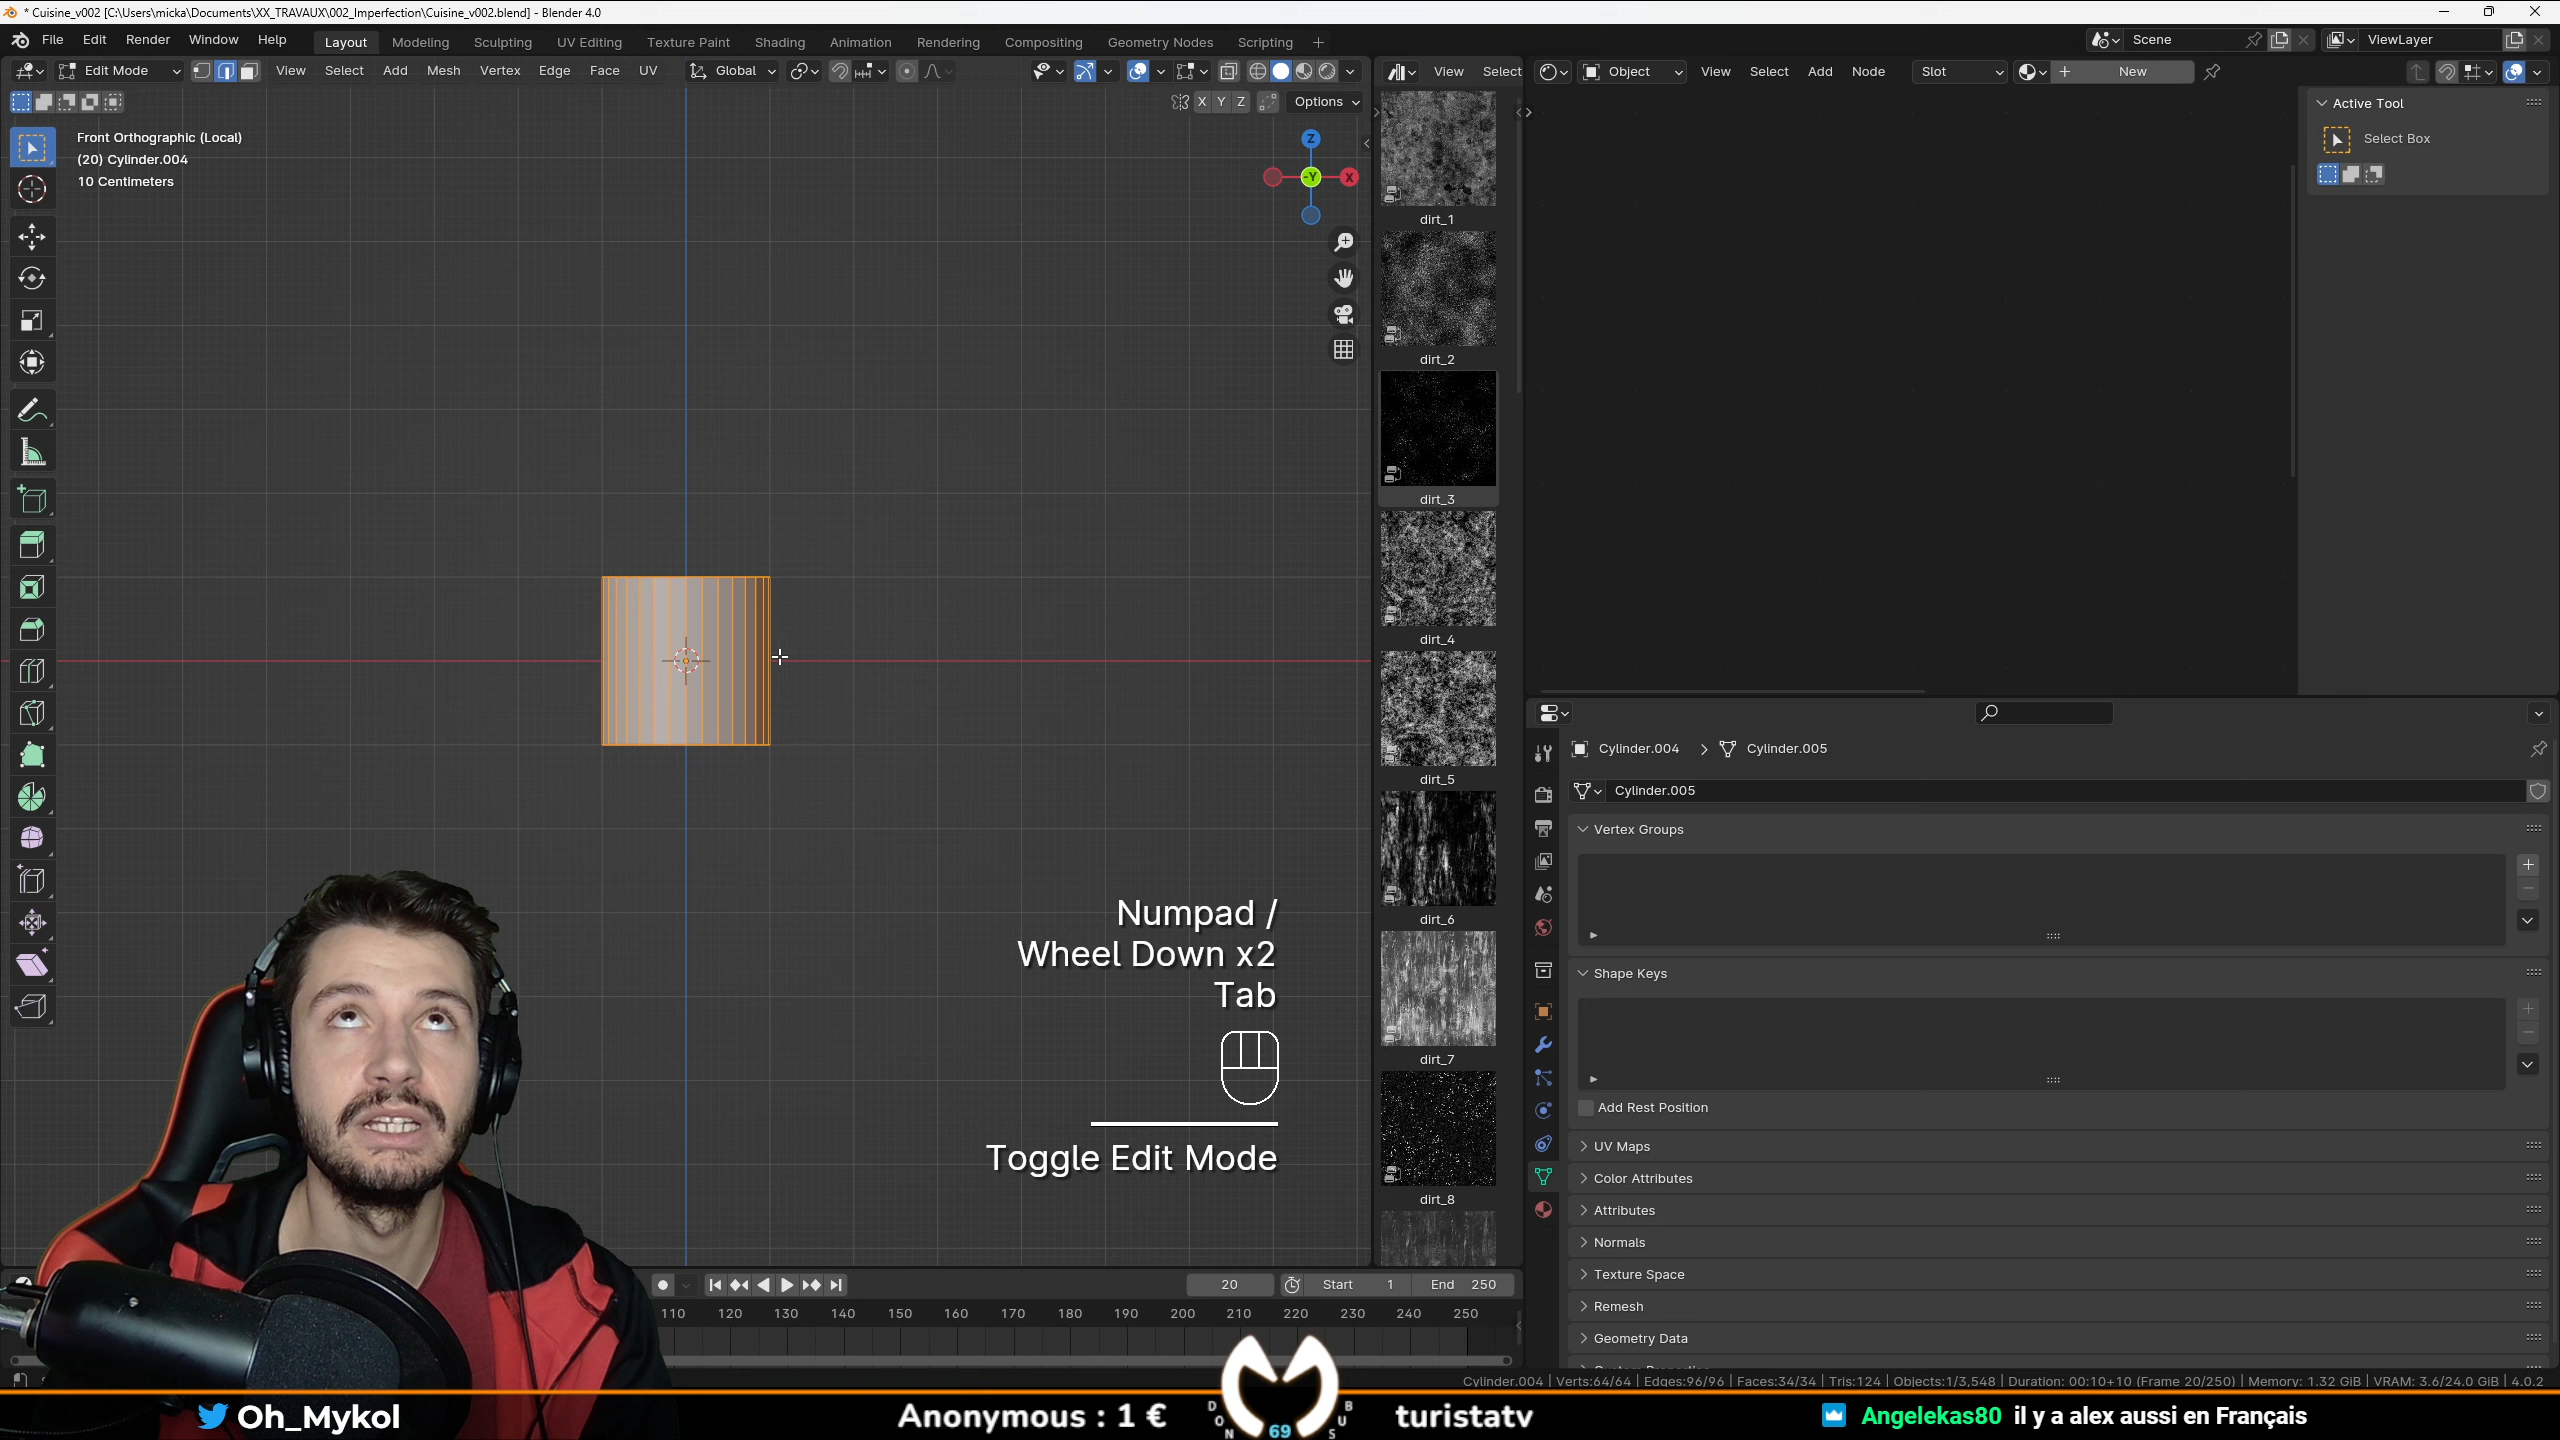 * Cuisine_v002 [C:\Users\micka\Documents\XX_TRAVAUX\002_Imperfection\Cuisine_v002.blend] - Blender 4.0
File Edit Render Window Help Layout Modeling Sculpting UV Editing Texture Paint Shading Animation Rendering Compositing Geometry Nodes Scripting + Scene ViewLayer
Edit Mode View Select Add Mesh Vertex Edge Face UV Global
View Select
Object View Select Add Node Slot New
X Y Z Options
Front Orthographic (Local)
(20) Cylinder.004
10 Centimeters
Z
-Y X
dirt_1
dirt_2
dirt_3
dirt_4
dirt_5
dirt_6
dirt_7
dirt_8
Active Tool
Select Box
Cylinder.004 Cylinder.005
Cylinder.005
Vertex Groups
Shape Keys
Add Rest Position
UV Maps
Color Attributes
Attributes
Normals
Texture Space
Remesh
Geometry Data
Numpad /
Wheel Down x2
Tab
Toggle Edit Mode
20 Start 1 End 250
110 120 130 140 150 160 170 180 190 200 210 220 230 240 250
Cylinder.004 | Verts:64/64 | Edges:96/96 | Faces:34/34 | Tris:124 | Objects:1/3,548 | Duration: 00:10+10 (Frame 20/250) | Memory: 1.32 GiB | VRAM: 3.6/24.0 GiB | 4.0.2
Oh_Mykol
Anonymous : 1 €
DON 69 BUS
turistatv
Angelekas80 il y a alex aussi en Français